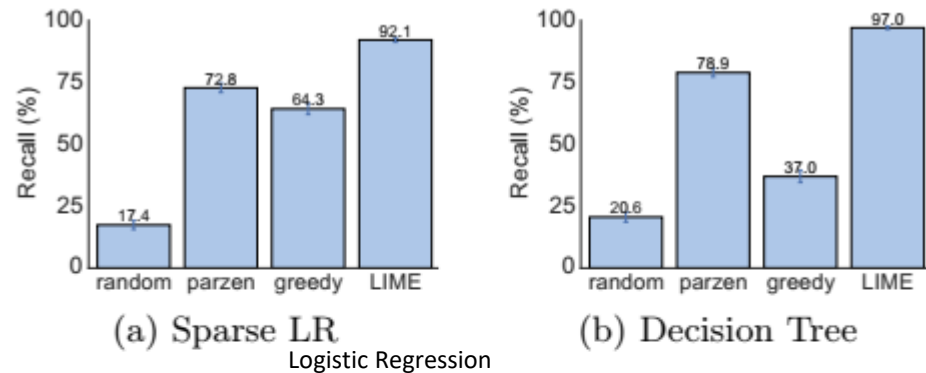 100
75
50
25
0
Recall (%)
17.4
72.8
64.3
92.1
random parzen greedy LIME
(a) Sparse LR
100
75
50
25
0
Recall (%)
20.6
78.9
37.0
97.0
random parzen greedy LIME
(b) Decision Tree
Logistic Regression